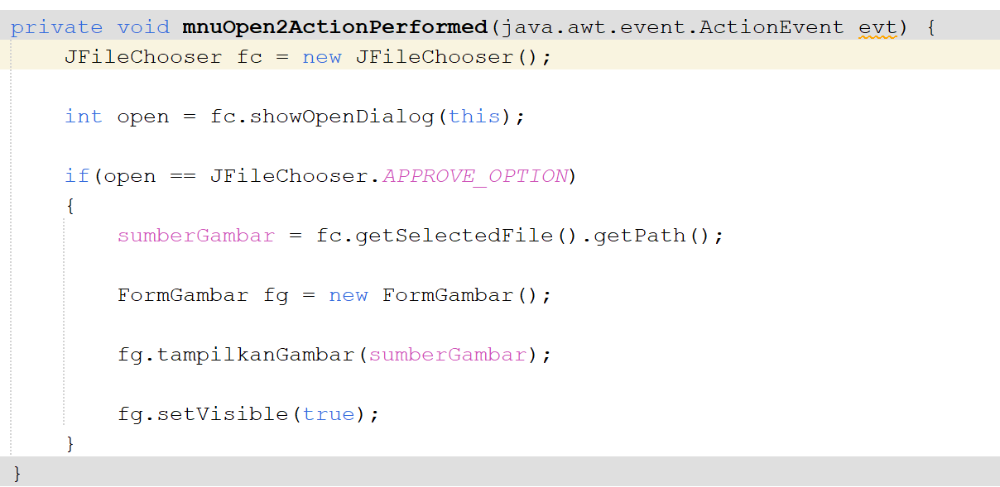 private void mnuOpen2ActionPerformed(java.awt.event.ActionEvent evt) {
JFileChooser fc = new JFileChooser();
int open = fc.showOpenDialog(this);
if(open == JFileChooser.APPROVE_OPTION)
{
sumberGambar = fc.getSelectedFile().getPath();
FormGambar fg = new FormGambar();
fg.tampilkanGambar(sumberGambar);
fg.setVisible(true);
}
}